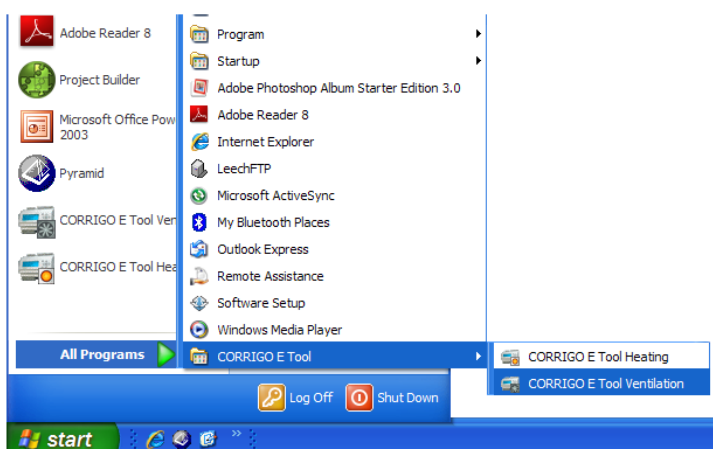 Adobe Reader 8
Project Builder
Microsoft Office Pow
2003
Pyramid
CORRIGO E Tool Ven
CORRIGO E Tool Hea
All Programs
Program
Startup
Adobe Photoshop Album Starter Edition 3.0
Adobe Reader 8
Internet Explorer
LeechFTP
Microsoft ActiveSync
My Bluetooth Places
Outlook Express
Remote Assistance
Software Setup
Windows Media Player
CORRIGO E Tool
CORRIGO E Tool Heating
CORRIGO E Tool Ventilation
Log Off
Shut Down
start